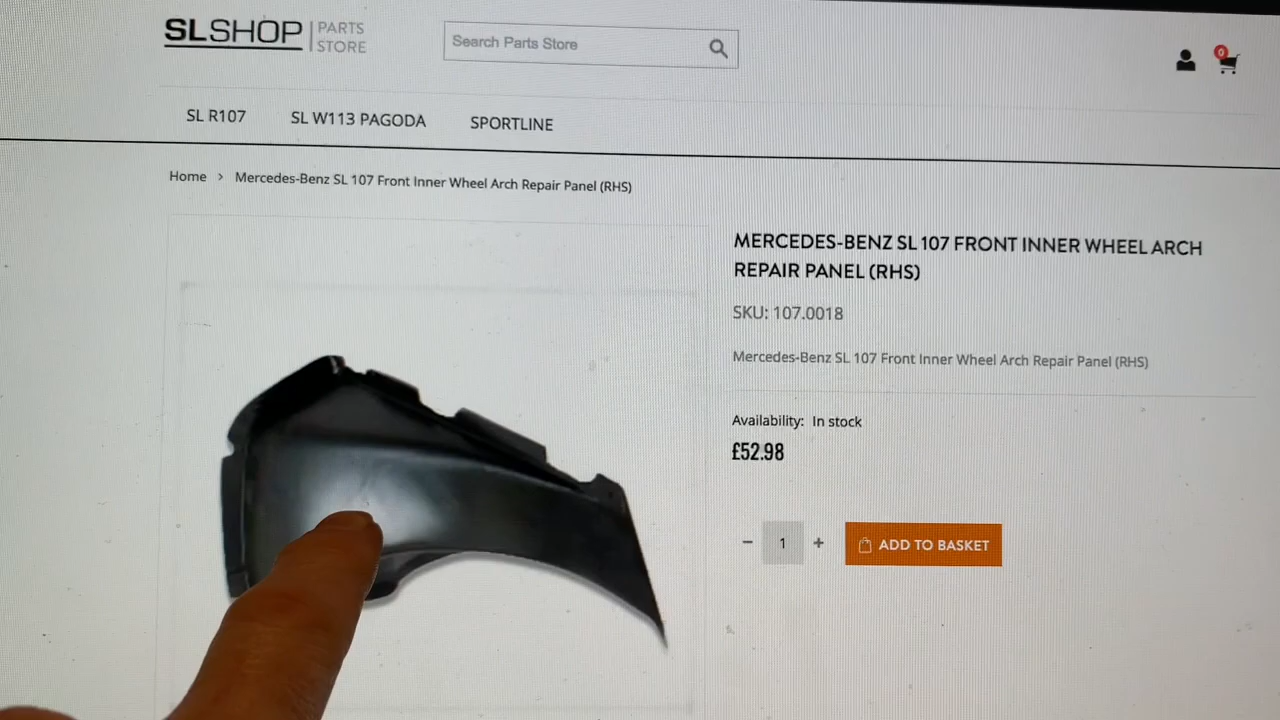 SLSHOP
PARTS
STORE
Search Parts Store
0
SL R107
SL W113 PAGODA
SPORTLINE
Home > Mercedes-Benz SL 107 Front Inner Wheel Arch Repair Panel (RHS)
MERCEDES-BENZ SL 107 FRONT INNER WHEEL ARCH
REPAIR PANEL (RHS)
SKU: 107.0018
Mercedes-Benz SL 107 Front Inner Wheel Arch Repair Panel (RHS)
Availability: In stock
£52.98
− 1 +
ADD TO BASKET